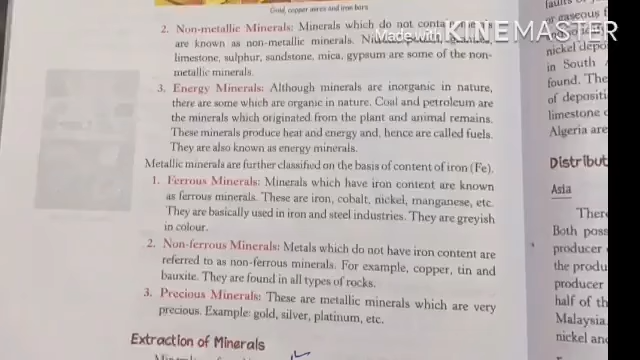 Gold, copper wires and iron bars
2. Non-metallic Minerals: Minerals which do not
are known as non-metallic minerals.
limestone, sulphur, sandstone, mica, gypsum are some of the non-
metallic minerals.
3. Energy Minerals: Although minerals are inorganic in nature,
there are some which are organic in nature. Coal and petroleum are
the minerals which originated from the plant and animal remains.
These minerals produce heat and energy and, hence are called fuels.
They are also known as energy minerals.
Metallic minerals are further classified on the basis of content of iron (Fe).
1. Ferrous Minerals: Minerals which have iron content are known
as ferrous minerals. These are iron, cobalt, nickel, manganese, etc.
They are basically used in iron and steel industries. They are greyish
in colour.
2. Non-ferrous Minerals: Metals which do not have iron content are
referred to as non-ferrous minerals. For example, copper, tin and
bauxite. They are found in all types of rocks.
3. Precious Minerals: These are metallic minerals which are very
precious. Example: gold, silver, platinum, etc.
Extraction of Minerals
Made with KINEMASTER
or gaseous
nickel depo
in South
found. The
of depositi
limestone
Algeria are
Distribut
Asia
Ther
Both poss
producer
the produ
producer
half of th
Malaysia
nickel and